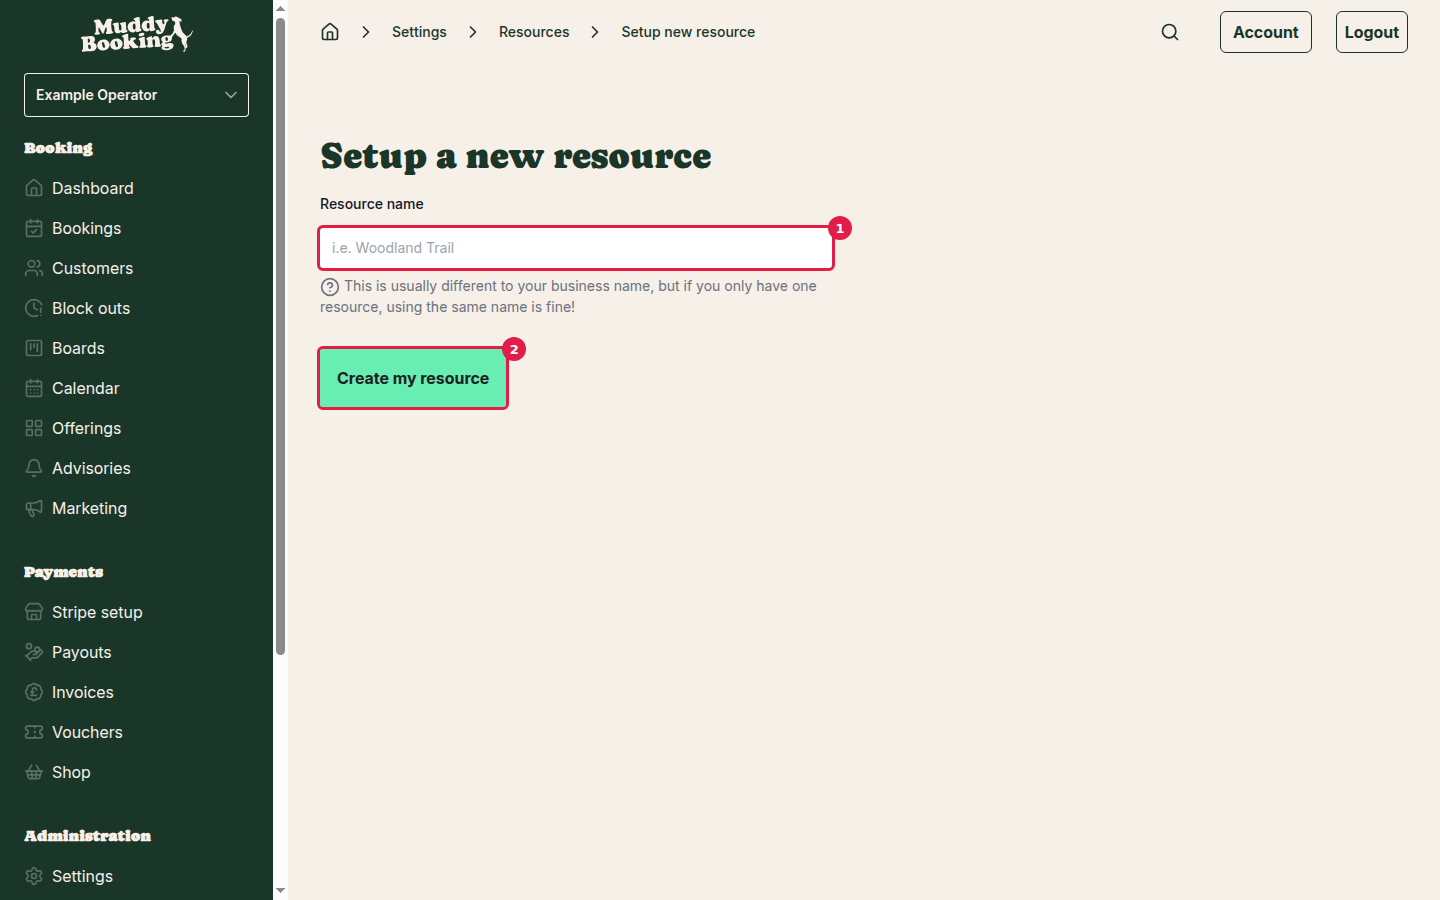 Muddy
Booking
Example Operator
Booking
Dashboard
Bookings
Customers
Block outs
Boards
Calendar
Offerings
Advisories
Marketing
Payments
Stripe setup
Payouts
Invoices
Vouchers
Shop
Administration
Settings
Settings
Resources
Setup new resource
Account
Logout
Setup a new resource
Resource name
1
i.e. Woodland Trail
This is usually different to your business name, but if you only have one
resource, using the same name is fine!
2
Create my resource